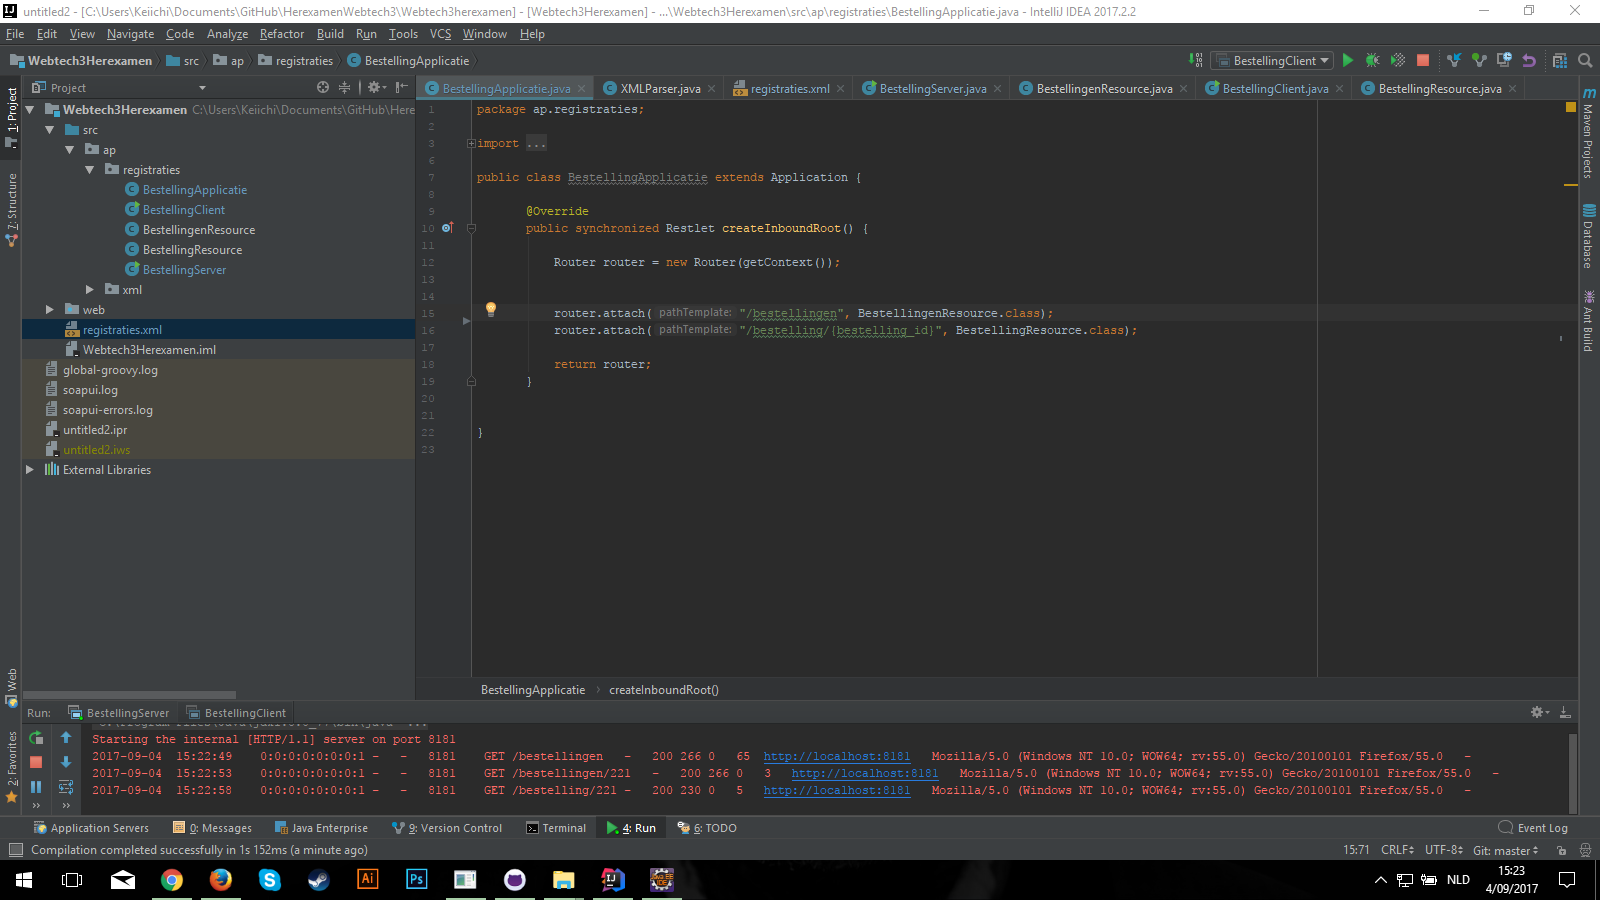 untitled2 - [C:\Users\Keiichi\Documents\GitHub\HerexamenWebtech3\Webtech3herexamen] - [Webtech3Herexamen] - ...\Webtech3Herexamen\src\ap\registraties\BestellingApplicatie.java - IntelliJ IDEA 2017.2.2
File Edit View Navigate Code Analyze Refactor Build Run Tools VCS Window Help
Webtech3Herexamen src ap registraties BestellingApplicatie
BestellingClient
Project
BestellingApplicatie.java XMLParser.java registraties.xml BestellingServer.java BestellingenResource.java BestellingClient.java BestellingResource.java
1: Project
7: Structure
Web
2: Favorites
Webtech3Herexamen C:\Users\Keiichi\Documents\GitHub\Here
src
ap
registraties
BestellingApplicatie
BestellingClient
BestellingenResource
BestellingResource
BestellingServer
xml
web
registraties.xml
Webtech3Herexamen.iml
global-groovy.log
soapui.log
soapui-errors.log
untitled2.ipr
untitled2.iws
External Libraries
1 package ap.registraties;
2
3 import ...
6
7 public class BestellingApplicatie extends Application {
8
9 @Override
10 public synchronized Restlet createInboundRoot() {
11
12 Router router = new Router(getContext());
13
14
15 router.attach( pathTemplate: "/bestellingen", BestellingenResource.class);
16 router.attach( pathTemplate: "/bestelling/{bestelling_id}", BestellingResource.class);
17
18 return router;
19 }
20
21
22 }
23
Maven Projects
Database
Ant Build
BestellingApplicatie createInboundRoot()
Run: BestellingServer BestellingClient
Starting the internal [HTTP/1.1] server on port 8181
2017-09-04 15:22:49 0:0:0:0:0:0:0:1 - - 8181 GET /bestellingen - 200 266 0 65 http://localhost:8181 Mozilla/5.0 (Windows NT 10.0; WOW64; rv:55.0) Gecko/20100101 Firefox/55.0 -
2017-09-04 15:22:53 0:0:0:0:0:0:0:1 - - 8181 GET /bestellingen/221 - 200 266 0 3 http://localhost:8181 Mozilla/5.0 (Windows NT 10.0; WOW64; rv:55.0) Gecko/20100101 Firefox/55.0 -
2017-09-04 15:22:58 0:0:0:0:0:0:0:1 - - 8181 GET /bestelling/221 - 200 230 0 5 http://localhost:8181 Mozilla/5.0 (Windows NT 10.0; WOW64; rv:55.0) Gecko/20100101 Firefox/55.0 -
Application Servers 0: Messages Java Enterprise 9: Version Control Terminal 4: Run 6: TODO Event Log
Compilation completed successfully in 1s 152ms (a minute ago) 15:71 CRLF UTF-8 Git: master
NLD
15:23
4/09/2017